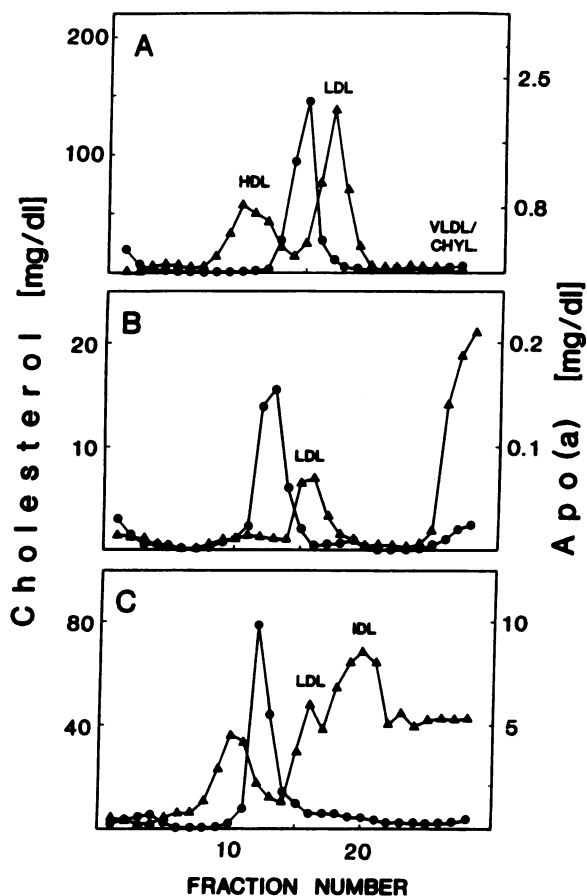 A
200
100
2.5
0.8
HDL
LDL
VLDL/
CHYL.
B
20
10
0.2
0.1
LDL
C
80
40
10
5
LDL
IDL
10
20
FRACTION NUMBER
Cholesterol [mg/dl]
Apo(a) [mg/dl]